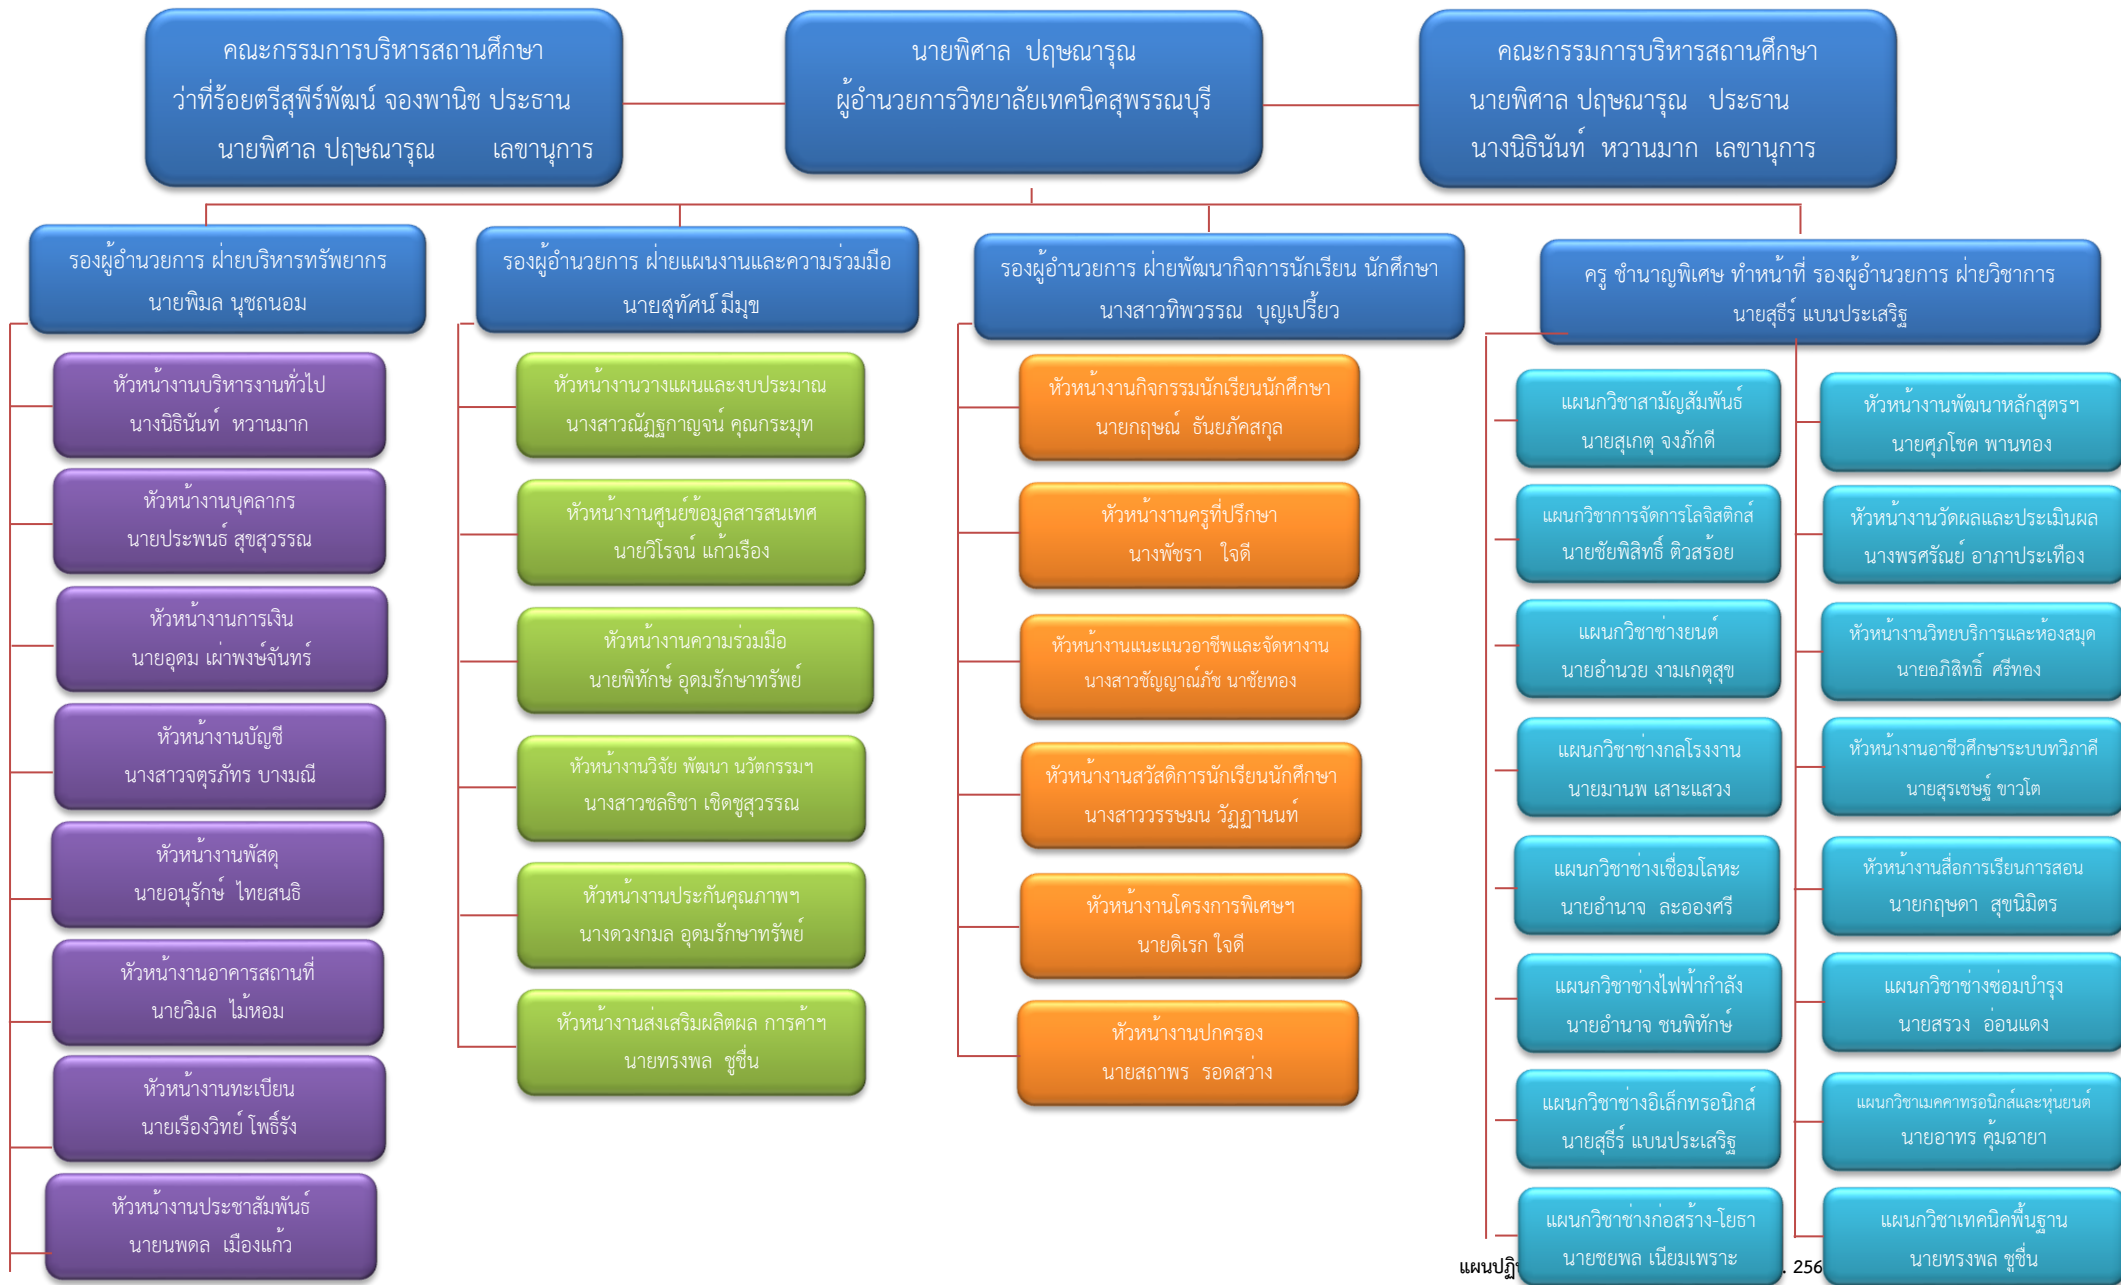 คณะกรรมการบริหารสถานศึกษา
ว่าที่ร้อยตรีสุพีร์พัฒน์ จองพานิช ประธาน
นายพิศาล ปฤษณารุณ เลขานุการ
นายพิศาล ปฤษณารุณ
ผู้อำนวยการวิทยาลัยเทคนิคสุพรรณบุรี
คณะกรรมการบริหารสถานศึกษา
นายพิศาล ปฤษณารุณ ประธาน
นางนิธินันท์ หวานมาก เลขานุการ
รองผู้อำนวยการ ฝ่ายบริหารทรัพยากร
นายพิมล นุชถนอม
หัวหน้างานบริหารงานทั่วไป
นางนิธินันท์ หวานมาก
หัวหน้างานบุคลากร
นายประพนธ์ สุขสุวรรณ
หัวหน้างานการเงิน
นายอุดม เผ่าพงษ์จันทร์
หัวหน้างานบัญชี
นางสาวจตุรภัทร บางมณี
หัวหน้างานพัสดุ
นายอนุรักษ์ ไทยสนธิ
หัวหน้างานอาคารสถานที่
นายวิมล ไม้หอม
หัวหน้างานทะเบียน
นายเรืองวิทย์ โพธิ์รัง
หัวหน้างานประชาสัมพันธ์
นายนพดล เมืองแก้ว
รองผู้อำนวยการ ฝ่ายแผนงานและความร่วมมือ
นายสุทัศน์ มีมุข
หัวหน้างานวางแผนและงบประมาณ
นางสาวณัฏฐกาญจน์ คุณกระมุท
หัวหน้างานศูนย์ข้อมูลสารสนเทศ
นายวิโรจน์ แก้วเรือง
หัวหน้างานความร่วมมือ
นายพิทักษ์ อุดมรักษาทรัพย์
หัวหน้างานวิจัย พัฒนา นวัตกรรมฯ
นางสาวชลธิชา เชิดชูสุวรรณ
หัวหน้างานประกันคุณภาพฯ
นางดวงกมล อุดมรักษาทรัพย์
หัวหน้างานส่งเสริมผลิตผล การค้าฯ
นายทรงพล ชูชื่น
รองผู้อำนวยการ ฝ่ายพัฒนากิจการนักเรียน นักศึกษา
นางสาวทิพวรรณ บุญเปรี้ยว
หัวหน้างานกิจกรรมนักเรียนนักศึกษา
นายกฤษณ์ ธันยภัคสกุล
หัวหน้างานครูที่ปรึกษา
นางพัชรา ใจดี
หัวหน้างานแนะแนวอาชีพและจัดหางาน
นางสาวชัญญาณ์ภัช นาชัยทอง
หัวหน้างานสวัสดิการนักเรียนนักศึกษา
นางสาววรรษมน วัฏฏานนท์
หัวหน้างานโครงการพิเศษฯ
นายดิเรก ใจดี
หัวหน้างานปกครอง
นายสถาพร รอดสว่าง
ครู ชำนาญพิเศษ ทำหน้าที่ รองผู้อำนวยการ ฝ่ายวิชาการ
นายสุธีร์ แบนประเสริฐ
แผนกวิชาสามัญสัมพันธ์
นายสุเกตุ จงภักดี
แผนกวิชาการจัดการโลจิสติกส์
นายชัยพิสิทธิ์ ติวสร้อย
แผนกวิชาช่างยนต์
นายอำนวย งามเกตุสุข
แผนกวิชาช่างกลโรงงาน
นายมานพ เสาะแสวง
แผนกวิชาช่างเชื่อมโลหะ
นายอำนาจ ละอองศรี
แผนกวิชาช่างไฟฟ้ากำลัง
นายอำนาจ ชนพิทักษ์
แผนกวิชาช่างอิเล็กทรอนิกส์
นายสุธีร์ แบนประเสริฐ
แผนกวิชาช่างก่อสร้าง-โยธา
นายชยพล เนียมเพราะ
หัวหน้างานพัฒนาหลักสูตรฯ
นายศุภโชค พานทอง
หัวหน้างานวัดผลและประเมินผล
นางพรศรัณย์ อาภาประเทือง
หัวหน้างานวิทยบริการและห้องสมุด
นายอภิสิทธิ์ ศรีทอง
หัวหน้างานอาชีวศึกษาระบบทวิภาคี
นายสุรเชษฐ์ ขาวโต
หัวหน้างานสื่อการเรียนการสอน
นายกฤษดา สุขนิมิตร
แผนกวิชาช่างซ่อมบำรุง
นายสรวง อ่อนแดง
แผนกวิชาเมคคาทรอนิกส์และหุ่นยนต์
นายอาทร คุ้มฉายา
แผนกวิชาเทคนิคพื้นฐาน
นายทรงพล ชูชื่น
แผนปฏิ . 256